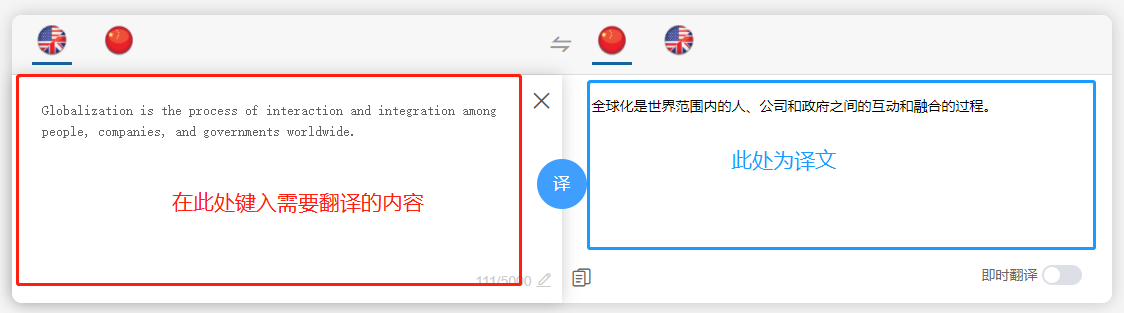 Globalization is the process of interaction and integration among
people, companies, and governments worldwide.
在此处键入需要翻译的内容
111/5000
译
全球化是世界范围内的人、公司和政府之间的互动和融合的过程。
此处为译文
即时翻译